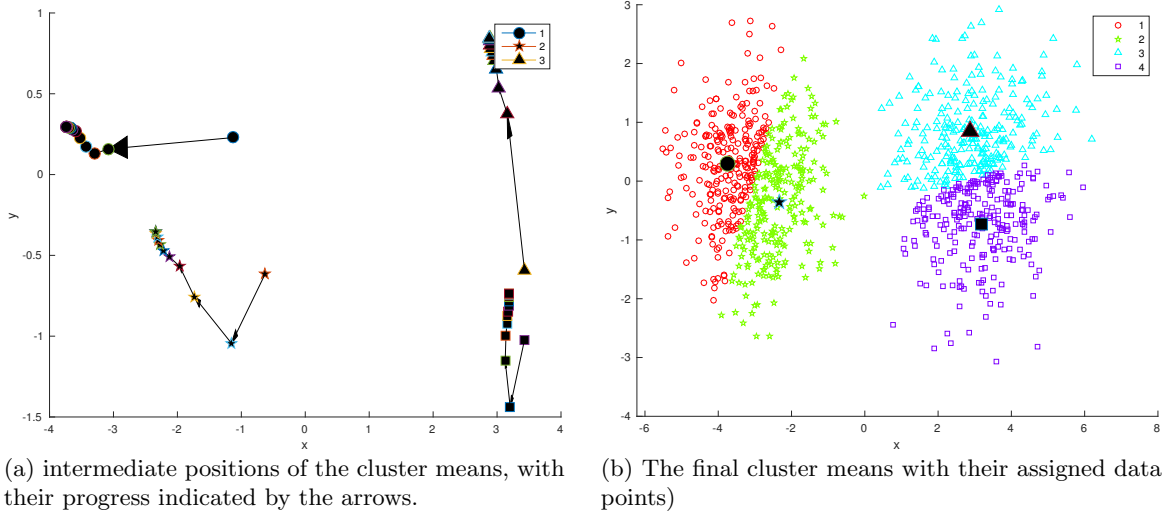 1
0.5
0
-0.5
-1
-1.5
-4 -3 -2 -1 0 1 2 3 4
x
y
1
2
3
3
2
1
0
-1
-2
-3
-4
-6 -4 -2 0 2 4 6 8
x
y
1
2
3
4
(a) intermediate positions of the cluster means, with
their progress indicated by the arrows.
(b) The final cluster means with their assigned data
points)